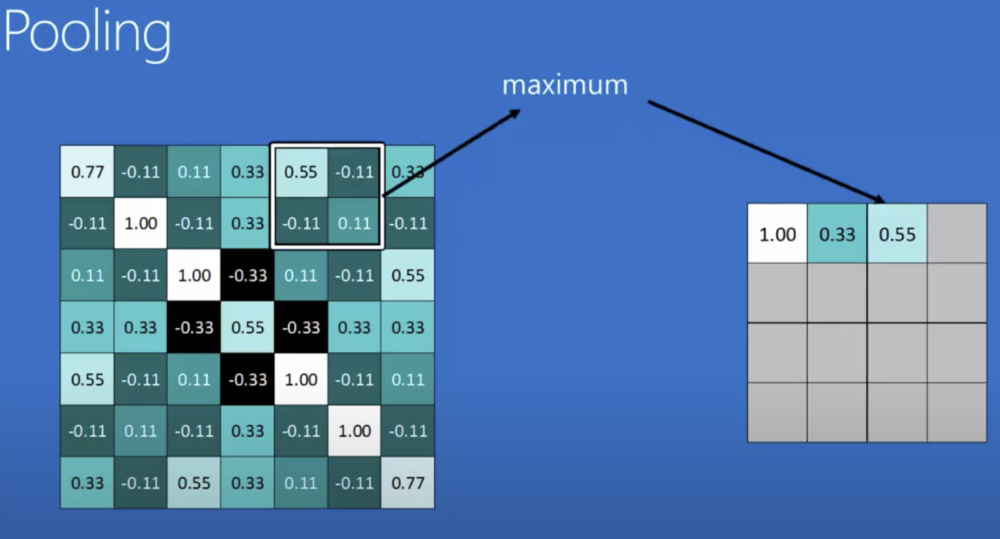 Pooling
maximum
0.77 -0.11 0.11 0.33 0.55 -0.11 0.33
-0.11 1.00 -0.11 0.33 -0.11 0.11 -0.11
0.11 -0.11 1.00 -0.33 0.11 -0.11 0.55
0.33 0.33 -0.33 0.55 -0.33 0.33 0.33
0.55 -0.11 0.11 -0.33 1.00 -0.11 0.11
-0.11 0.11 -0.11 0.33 -0.11 1.00 -0.11
0.33 -0.11 0.55 0.33 0.11 -0.11 0.77
1.00 0.33 0.55